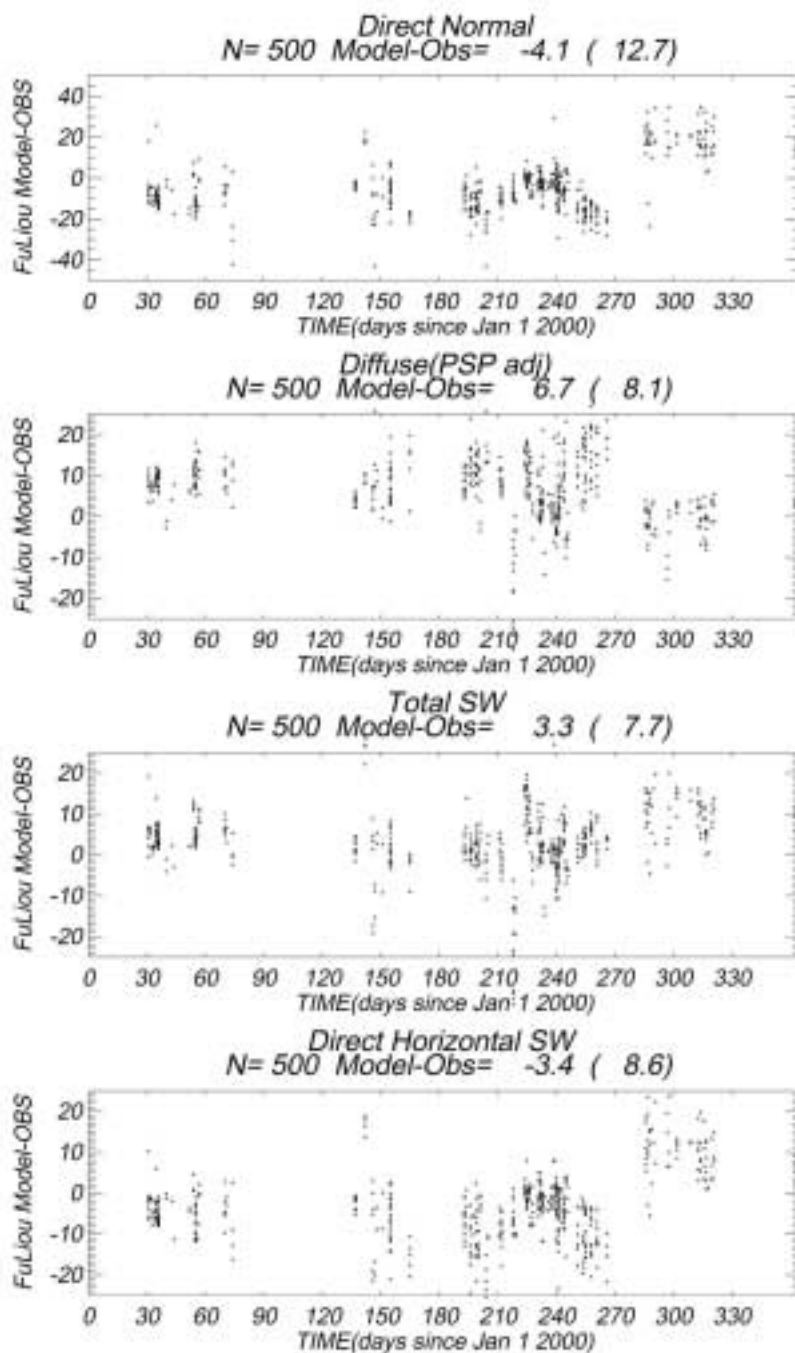 Direct Normal
N= 500 Model-Obs= -4.1 ( 12.7)
FuLiou Model-OBS
40
20
0
-20
-40
0 30 60 90 120 150 180 210 240 270 300 330
TIME(days since Jan 1 2000)
Diffuse(PSP adj)
N= 500 Model-Obs= 6.7 ( 8.1)
FuLiou Model-OBS
20
10
0
-10
-20
0 30 60 90 120 150 180 210 240 270 300 330
TIME(days since Jan 1 2000)
Total SW
N= 500 Model-Obs= 3.3 ( 7.7)
FuLiou Model-OBS
20
10
0
-10
-20
0 30 60 90 120 150 180 210 240 270 300 330
TIME(days since Jan 1 2000)
Direct Horizontal SW
N= 500 Model-Obs= -3.4 ( 8.6)
FuLiou Model-OBS
20
10
0
-10
-20
0 30 60 90 120 150 180 210 240 270 300 330
TIME(days since Jan 1 2000)